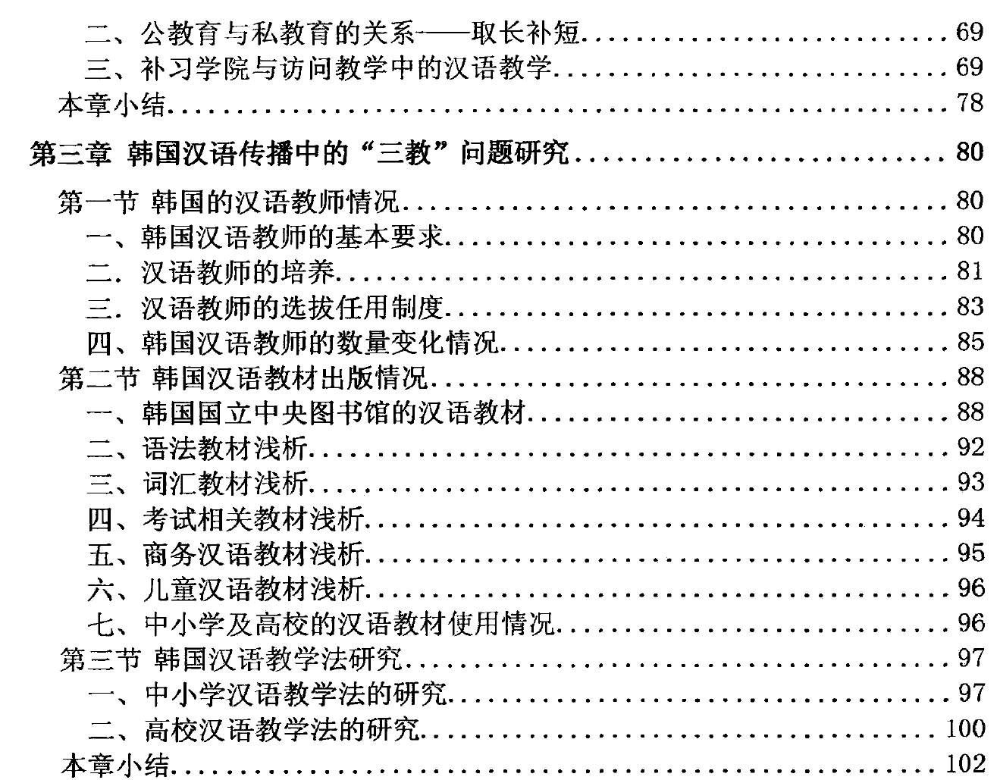 二、公教育与私教育的关系——取长补短..............................69
三、补习学院与访问教学中的汉语教学..............................69
本章小结..............................78
第三章 韩国汉语传播中的“三教”问题研究..............................80
第一节 韩国的汉语教师情况..............................80
一、韩国汉语教师的基本要求..............................80
二．汉语教师的培养..............................81
三．汉语教师的选拔任用制度..............................83
四、韩国汉语教师的数量变化情况..............................85
第二节 韩国汉语教材出版情况..............................88
一、韩国国立中央图书馆的汉语教材..............................88
二、语法教材浅析..............................92
三、词汇教材浅析..............................93
四、考试相关教材浅析..............................94
五、商务汉语教材浅析..............................95
六、儿童汉语教材浅析..............................96
七、中小学及高校的汉语教材使用情况..............................96
第三节 韩国汉语教学法研究..............................97
一、中小学汉语教学法的研究..............................97
二、高校汉语教学法的研究..............................100
本章小结..............................102